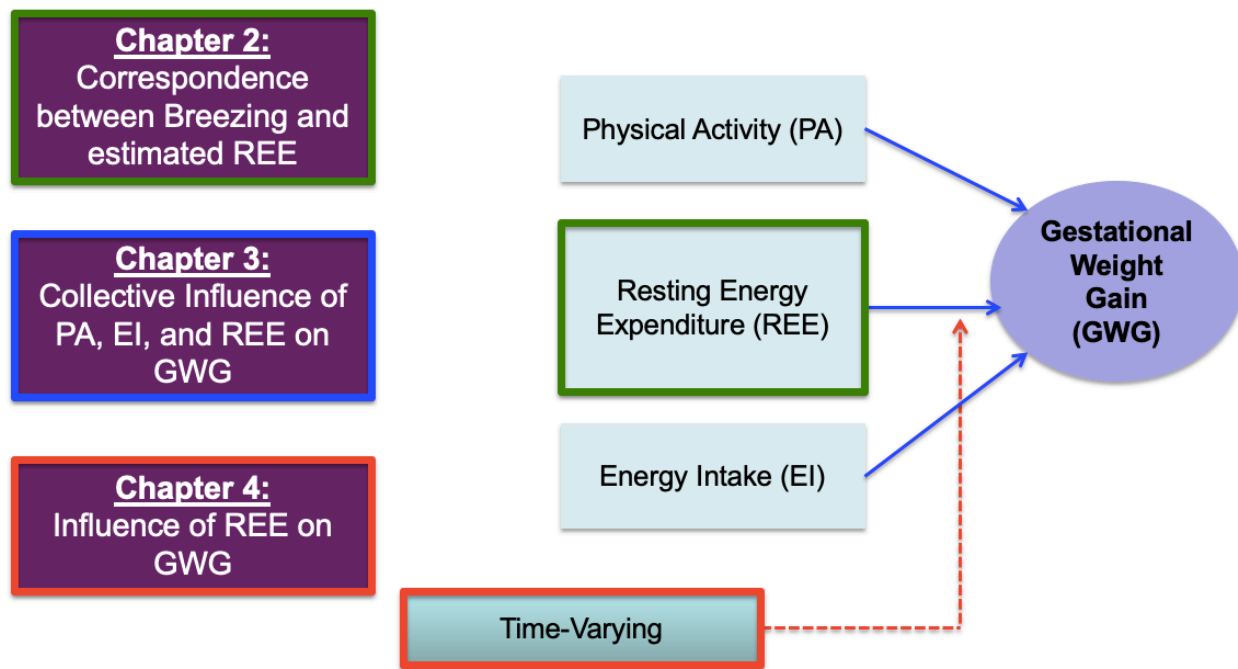 Chapter 2:
Correspondence
between Breezing and
estimated REE
Chapter 3:
Collective Influence of
PA, EI, and REE on
GWG
Chapter 4:
Influence of REE on
GWG
Physical Activity (PA)
Resting Energy
Expenditure (REE)
Energy Intake (EI)
Time-Varying
Gestational
Weight
Gain
(GWG)